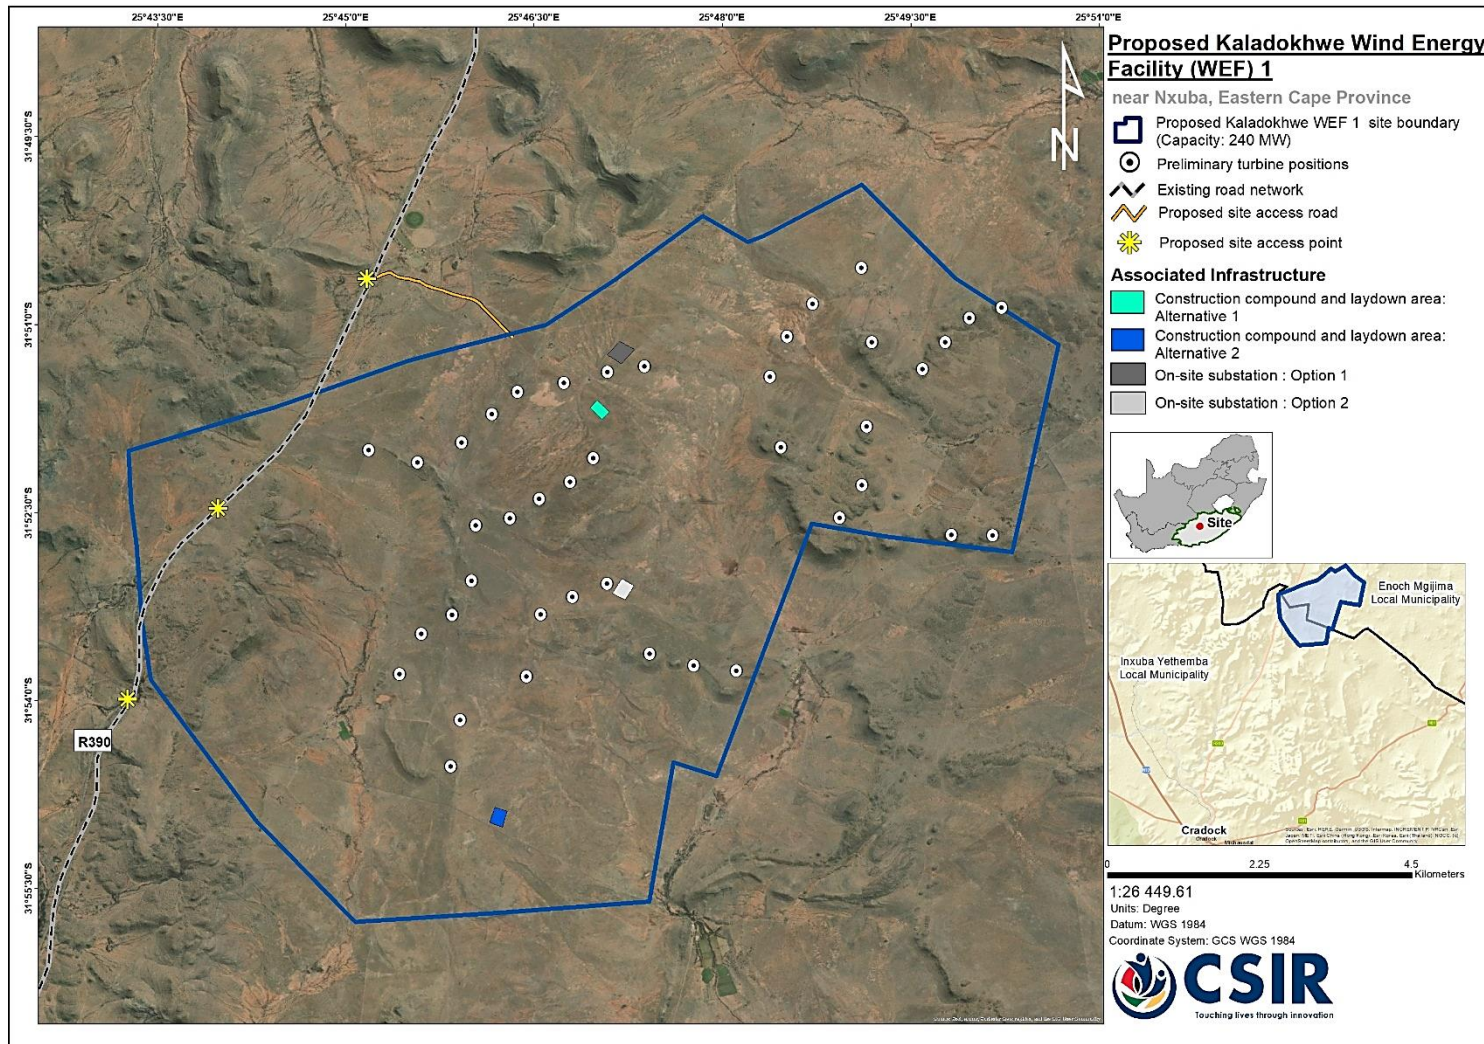 25°43'30"E
25°45'0"E
25°46'30"E
25°48'0"E
25°49'30"E
25°51'0"E
31°49'30"S
31°51'0"S
31°52'30"S
31°54'0"S
31°55'30"S
N
R390
Proposed Kaladokhwe Wind Energy
Facility (WEF) 1
near Nxuba, Eastern Cape Province
Proposed Kaladokhwe WEF 1 site boundary
(Capacity: 240 MW)
Preliminary turbine positions
Existing road network
Proposed site access road
Proposed site access point
Associated Infrastructure
Construction compound and laydown area:
Alternative 1
Construction compound and laydown area:
Alternative 2
On-site substation : Option 1
On-site substation : Option 2
Site
Enoch Mgijima
Local Municipality
Inxuba Yethemba
Local Municipality
Cradock
Cradock
0 2.25 4.5
Kilometers
1:26 449.61
Units: Degree
Datum: WGS 1984
Coordinate System: GCS WGS 1984
CSIR
Touching lives through innovation